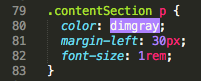 79 .contentSection p {
80 color: dimgray;
81 margin-left: 30px;
82 font-size: 1rem;
83 }